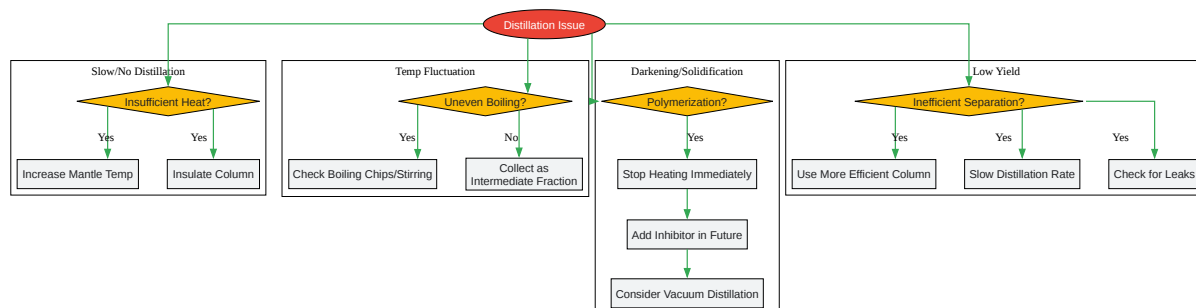 Distillation Issue
Slow/No Distillation
Temp Fluctuation
Darkening/Solidification
Low Yield
Insufficient Heat?
Uneven Boiling?
Polymerization?
Inefficient Separation?
Yes
Yes
Yes
No
Yes
Yes
Yes
Yes
Increase Mantle Temp
Insulate Column
Check Boiling Chips/Stirring
Collect as
Intermediate Fraction
Stop Heating Immediately
Use More Efficient Column
Slow Distillation Rate
Check for Leaks
Add Inhibitor in Future
Consider Vacuum Distillation